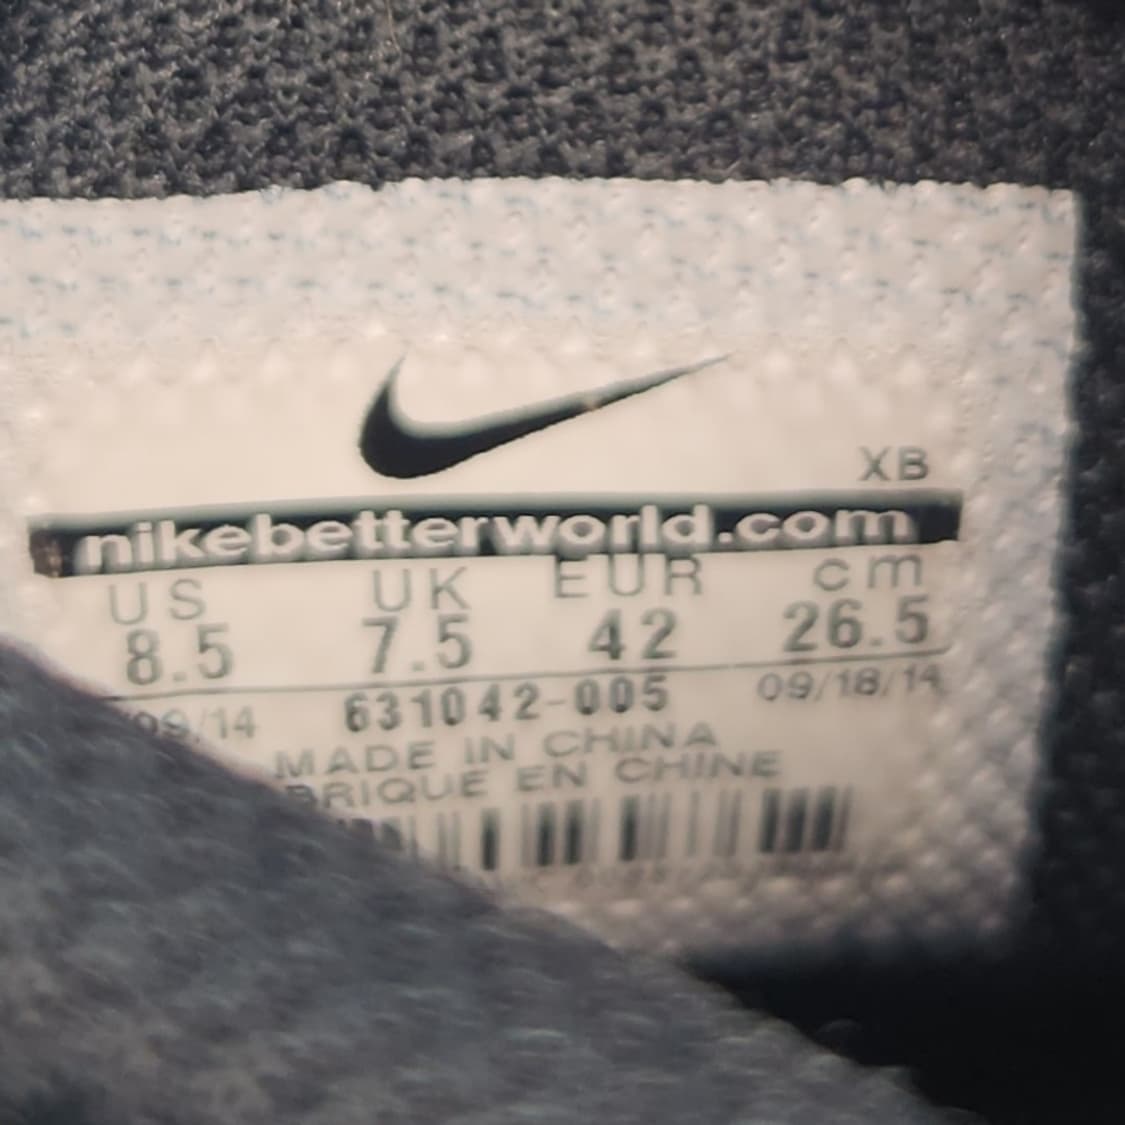 XB
nikebetterworld.com
US UK EUR cm
8.5 7.5 42 26.5
09/14 631042-005 09/18/14
MADE IN CHINA
BRIQUE EN CHINE